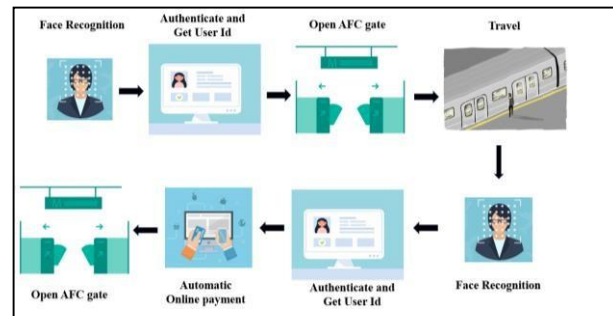 Face Recognition
Authenticate and
Get User Id
Open AFC gate
Travel
Open AFC gate
Automatic
Online payment
Authenticate and
Get User Id
Face Recognition